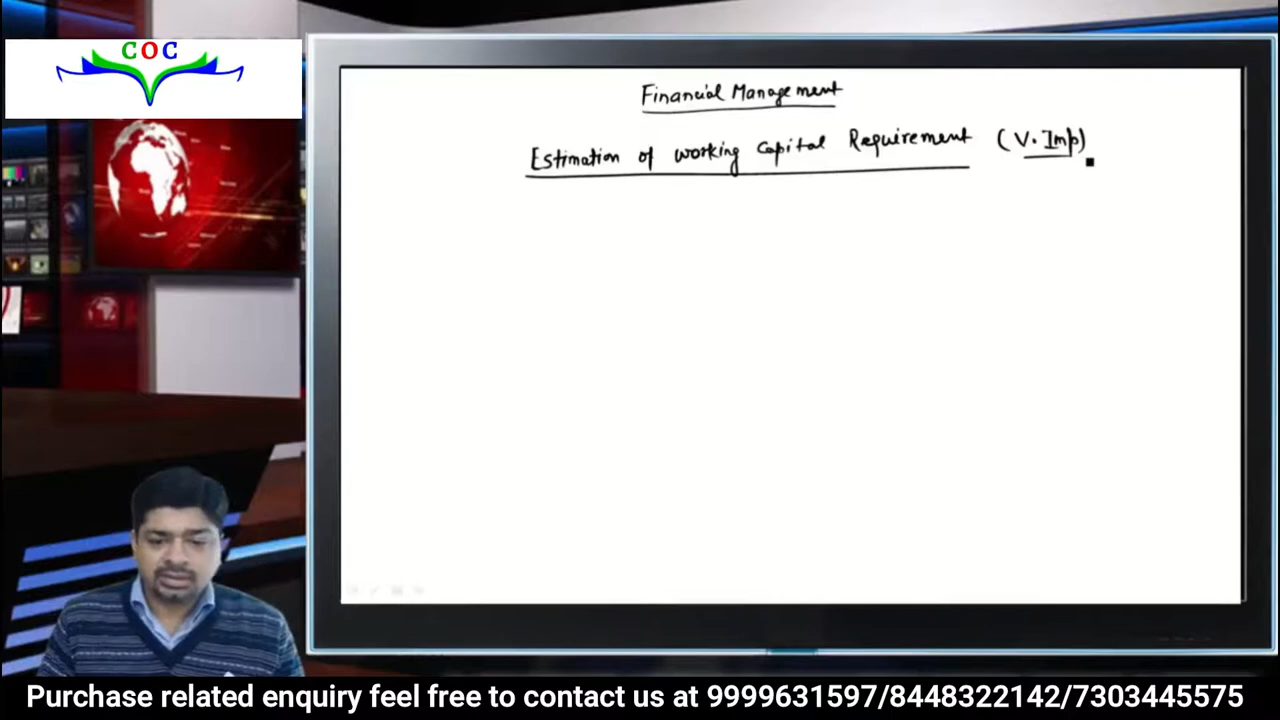 COC
Financial Management
Estimation of Working Capital Requirement (V. Imp)
Purchase related enquiry feel free to contact us at 9999631597/8448322142/7303445575